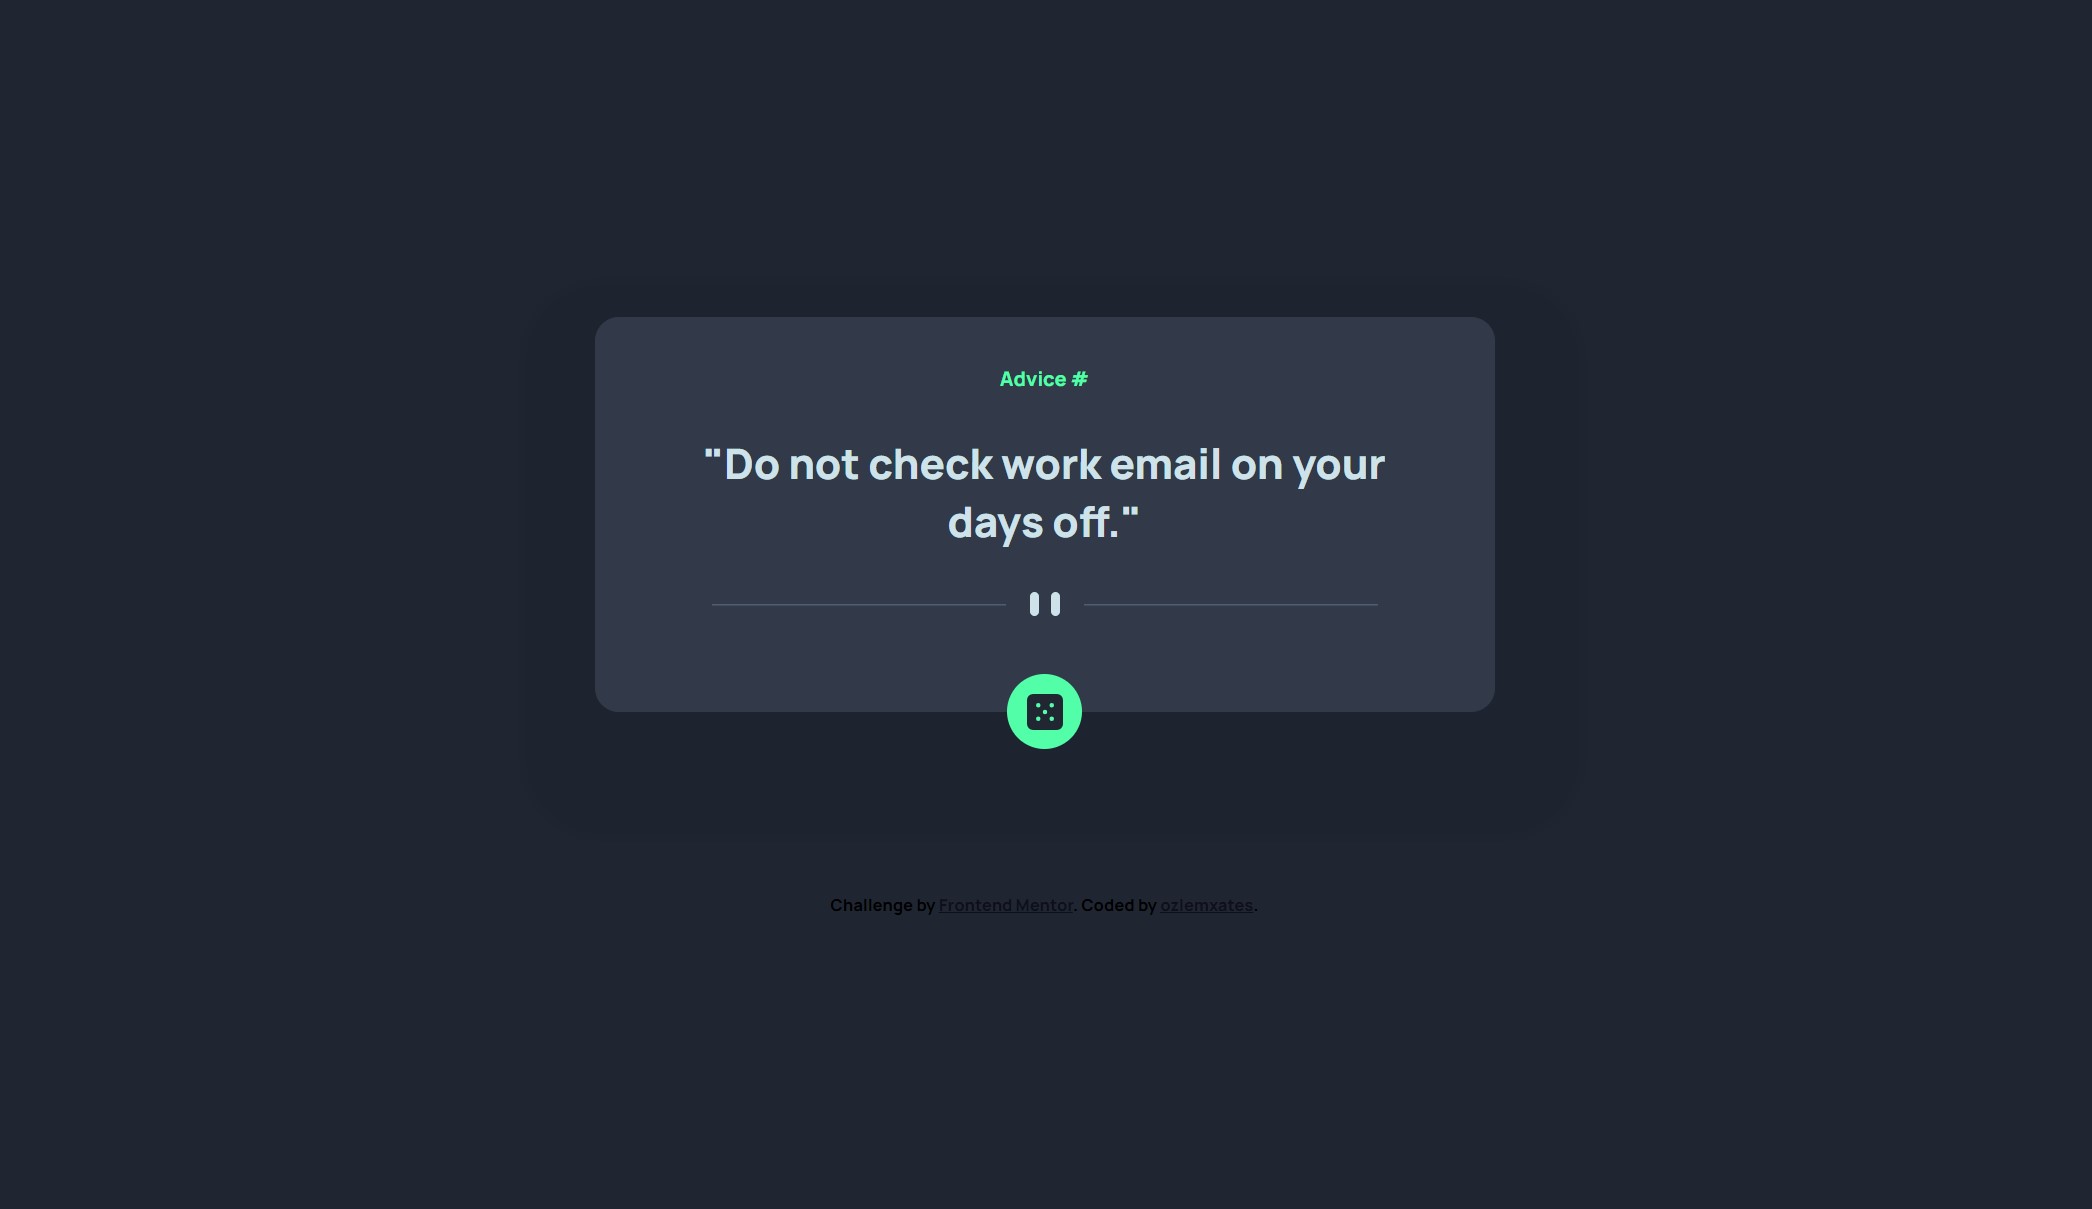 Advice #
"Do not check work email on your
days off."
Challenge by Frontend Mentor. Coded by ozlemxates.